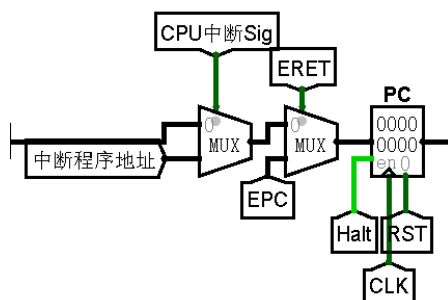 CPU中断Sig
ERET
PC
0
MUX
0
MUX
0000
0000
en 0
中断程序地址
EPC
Halt
RST
CLK